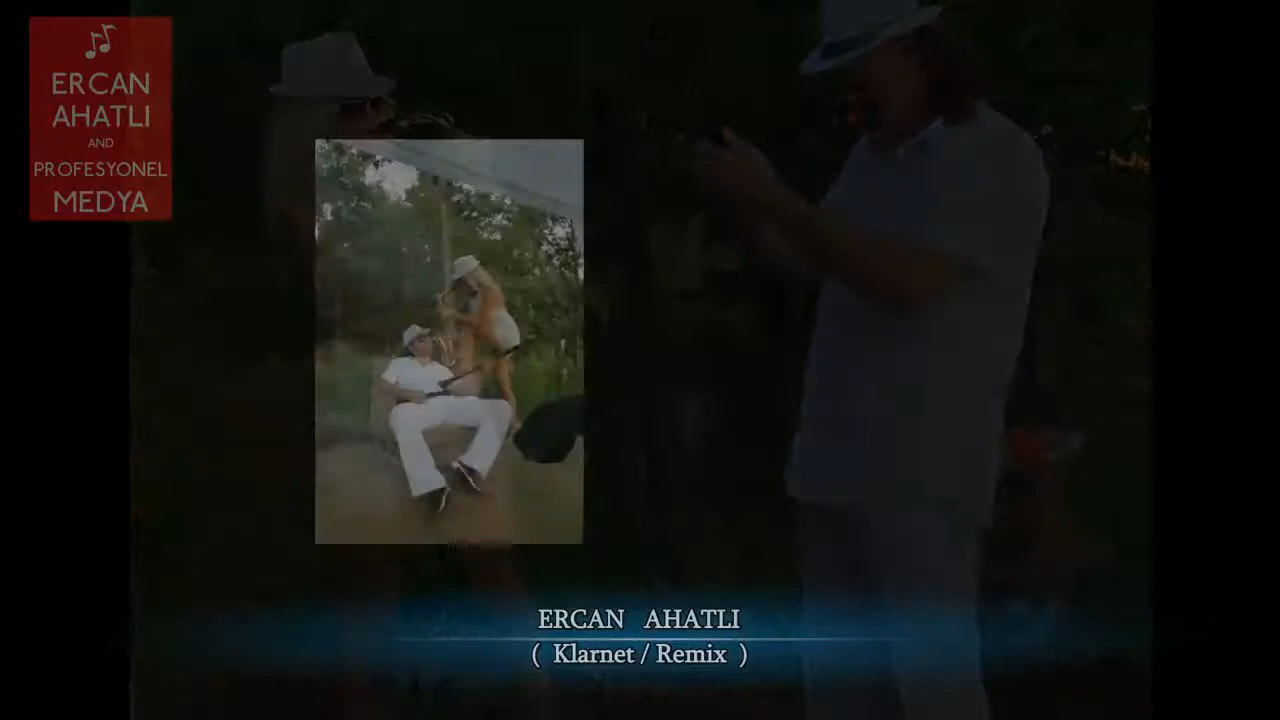 ERCAN
AHATLI
AND
PROFESYONEL
MEDYA
ERCAN AHATLI
( Klarnet / Remix )